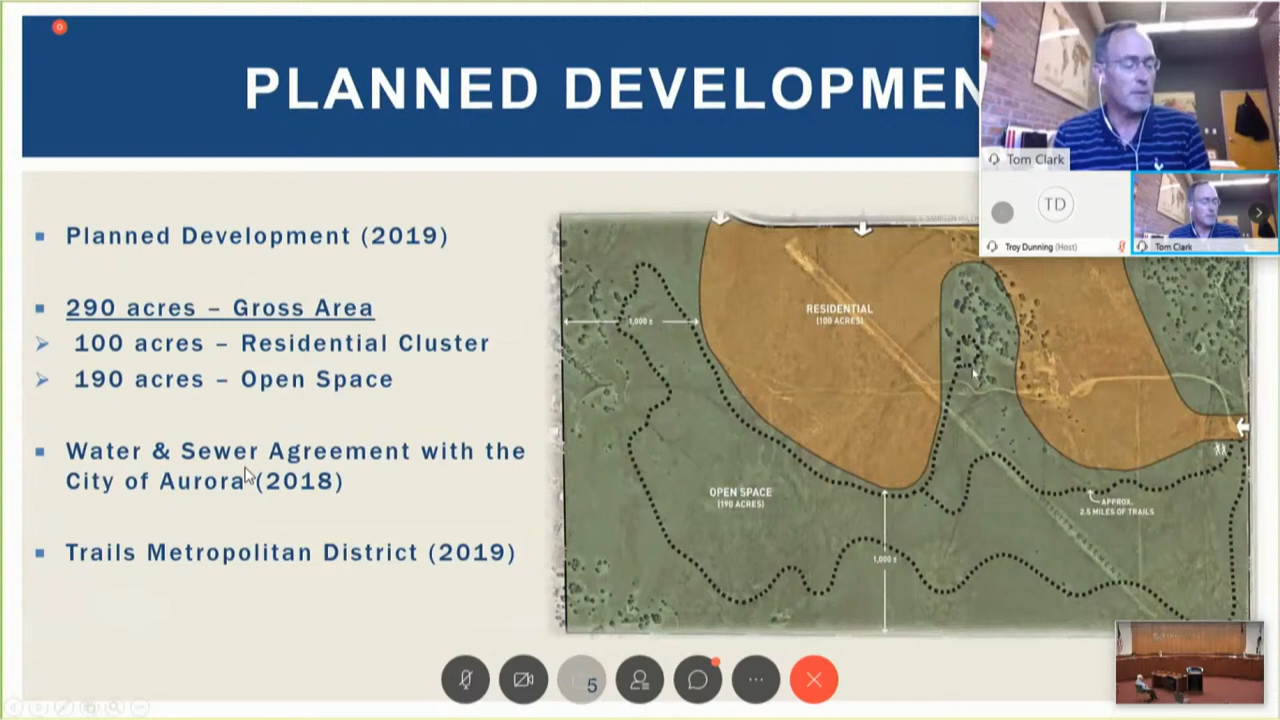 PLANNED DEVELOPMEN
Planned Development (2019)
290 acres – Gross Area
100 acres – Residential Cluster
190 acres – Open Space
Water & Sewer Agreement with the
City of Aurora (2018)
Trails Metropolitan District (2019)
RESIDENTIAL
(100 ACRES)
1,000 ±
OPEN SPACE
(190 ACRES)
APPROX.
2.5 MILES OF TRAILS
1,000 ±
Tom Clark
TD
Troy Dunning (Host)
Tom Clark
5